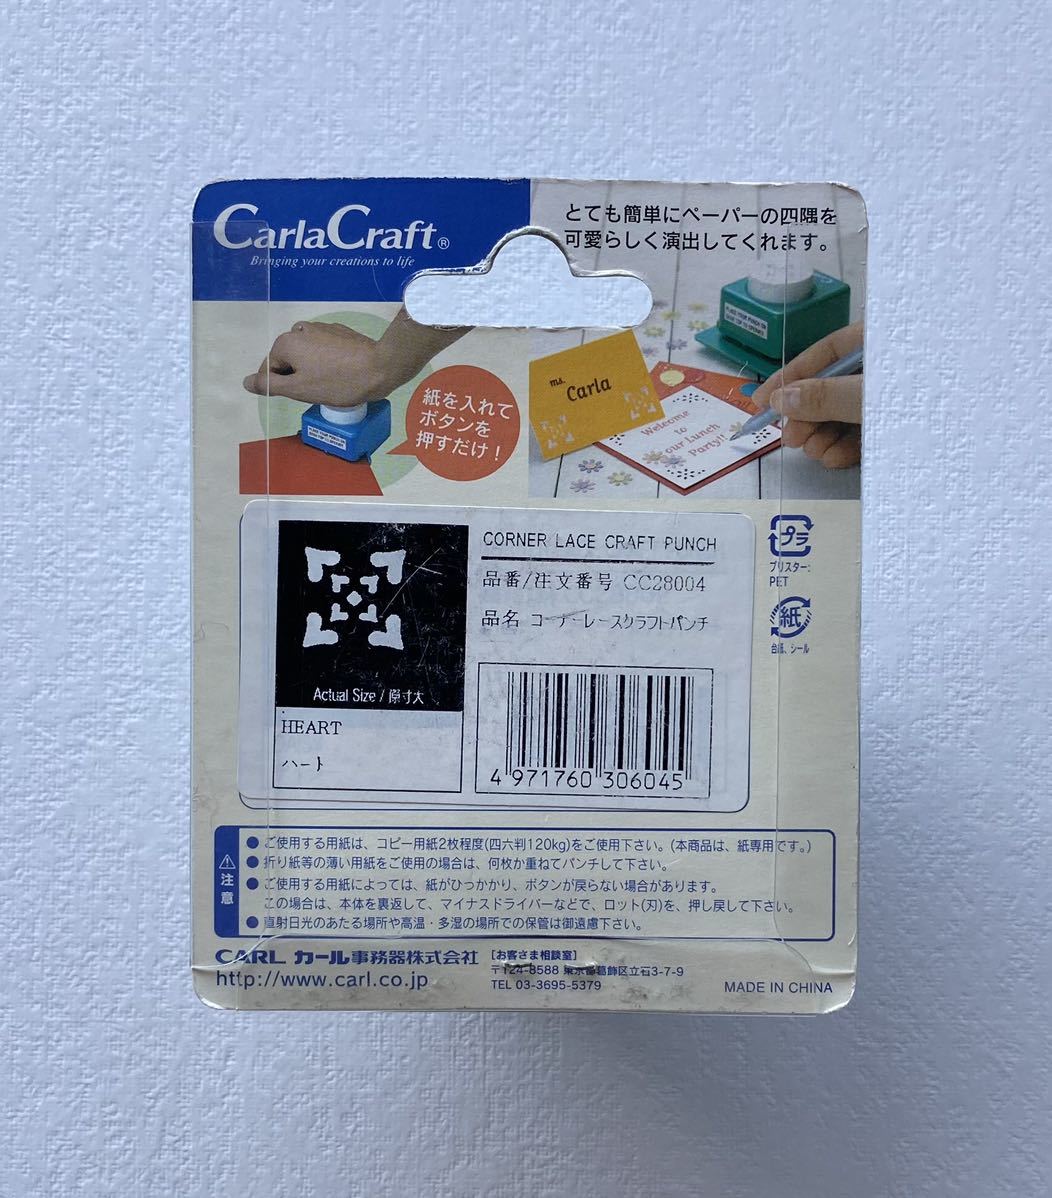 CarlaCraft®
Bringing your creations to life
とても簡単にペーパーの四隅を
可愛らしく演出してくれます。
紙を入れて
ボタンを
押すだけ!
ms.
Carla
Welcome
to
our Lunch
Party!!
CORNER LACE CRAFT PUNCH
品番/注文番号 CC28004
品名 コーナーレースクラフトパンチ
Actual Size / 原寸大
HEART
ハート
4 971760 306045
プラ
ブリスター:
PET
紙
台紙、シール
注意
● ご使用する用紙は、コピー用紙2枚程度(四六判120kg)をご使用下さい。(本商品は、紙専用です。)
● 折り紙等の薄い用紙をご使用の場合は、何枚か重ねてパンチして下さい。
● ご使用する用紙によっては、紙がひっかかり、ボタンが戻らない場合があります。
この場合は、本体を裏返して、マイナスドライバーなどで、ロット(刃)を、押し戻して下さい。
● 直射日光のあたる場所や高温・多湿の場所での保管は御遠慮下さい。
CARL カール事務器株式会社
http://www.carl.co.jp
[お客さま相談室]
〒124-8588 東京都葛飾区立石3-7-9
TEL 03-3695-5379
MADE IN CHINA